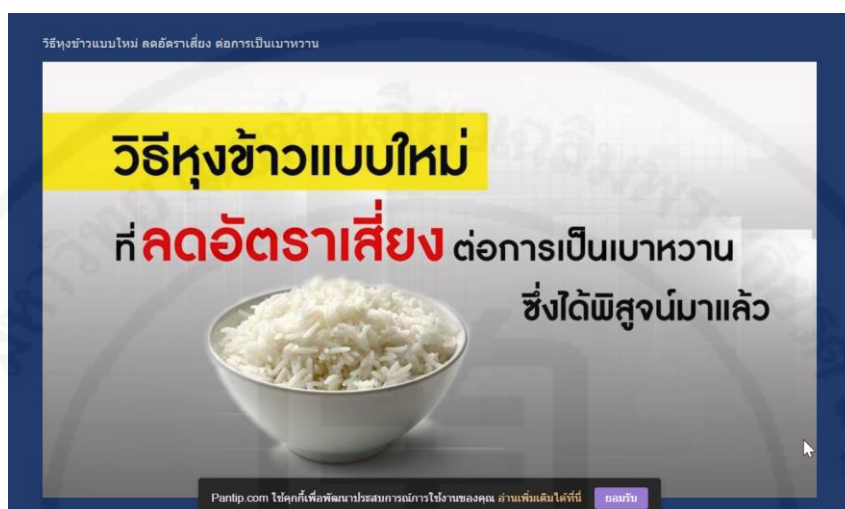 วิธีหุงข้าวแบบใหม่ ลดอัตราเสี่ยง ต่อการเป็นเบาหวาน
วิธีหุงข้าวแบบใหม่
ที่ลดอัตราเสี่ยง ต่อการเป็นเบาหวาน
ซึ่งได้พิสูจน์มาแล้ว
Pantip.com ใช้คุกกี้เพื่อพัฒนาประสบการณ์การใช้งานของคุณ อ่านเพิ่มเติมได้ที่นี่ ยอมรับ